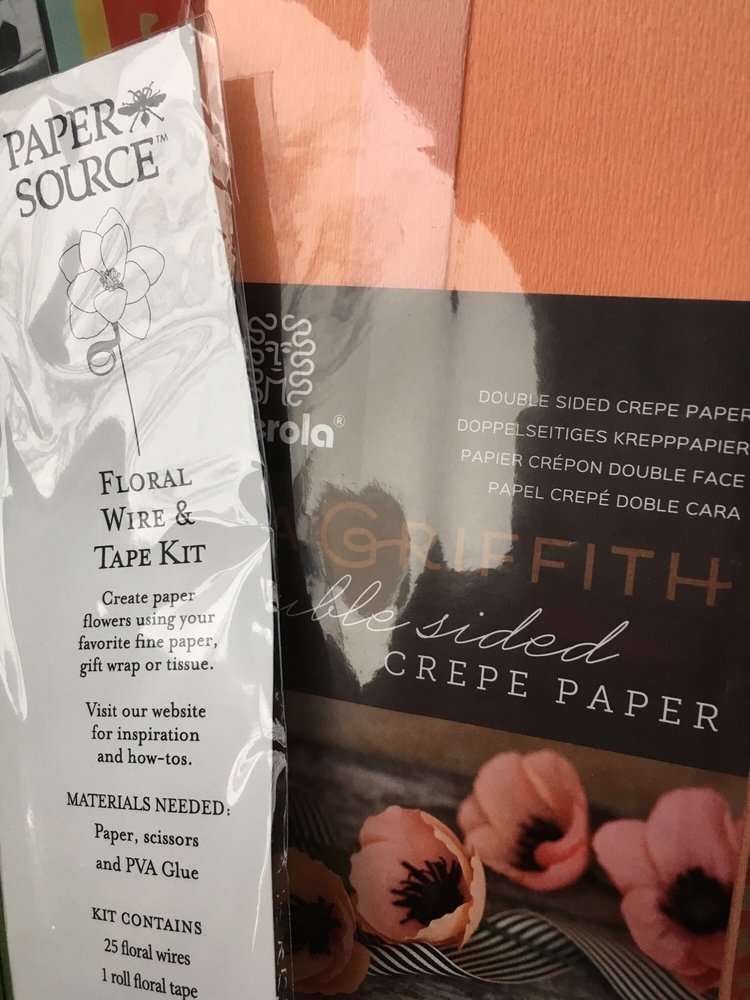 PAPER
SOURCE™
FLORAL
WIRE &
TAPE KIT
Create paper
flowers using your
favorite fine paper,
gift wrap or tissue.
Visit our website
for inspiration
and how-tos.
MATERIALS NEEDED:
Paper, scissors
and PVA Glue
KIT CONTAINS
25 floral wires
1 roll floral tape
DOUBLE SIDED CREPE PAPER
DOPPELSEITIGES KREPPPAPIER
PAPIER CRÉPON DOUBLE FACE
PAPEL CREPÉ DOBLE CARA
GRIFFITH
sided
CREPE PAPER